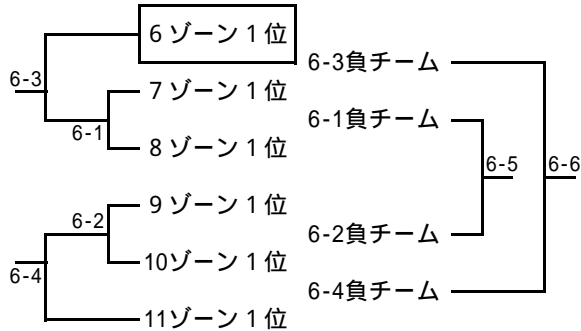 6ゾーン1位
6-3負チーム
6-3
7ゾーン1位
6-1負チーム
6-1
8ゾーン1位
6-5
6-6
9ゾーン1位
6-2
6-2負チーム
10ゾーン1位
6-4
6-4負チーム
11ゾーン1位